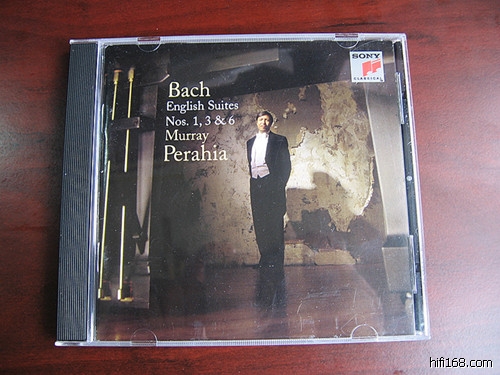 SONY
CLASSICAL
Bach
English Suites
Nos. 1, 3 & 6
Murray
Perahia
hifi168.com